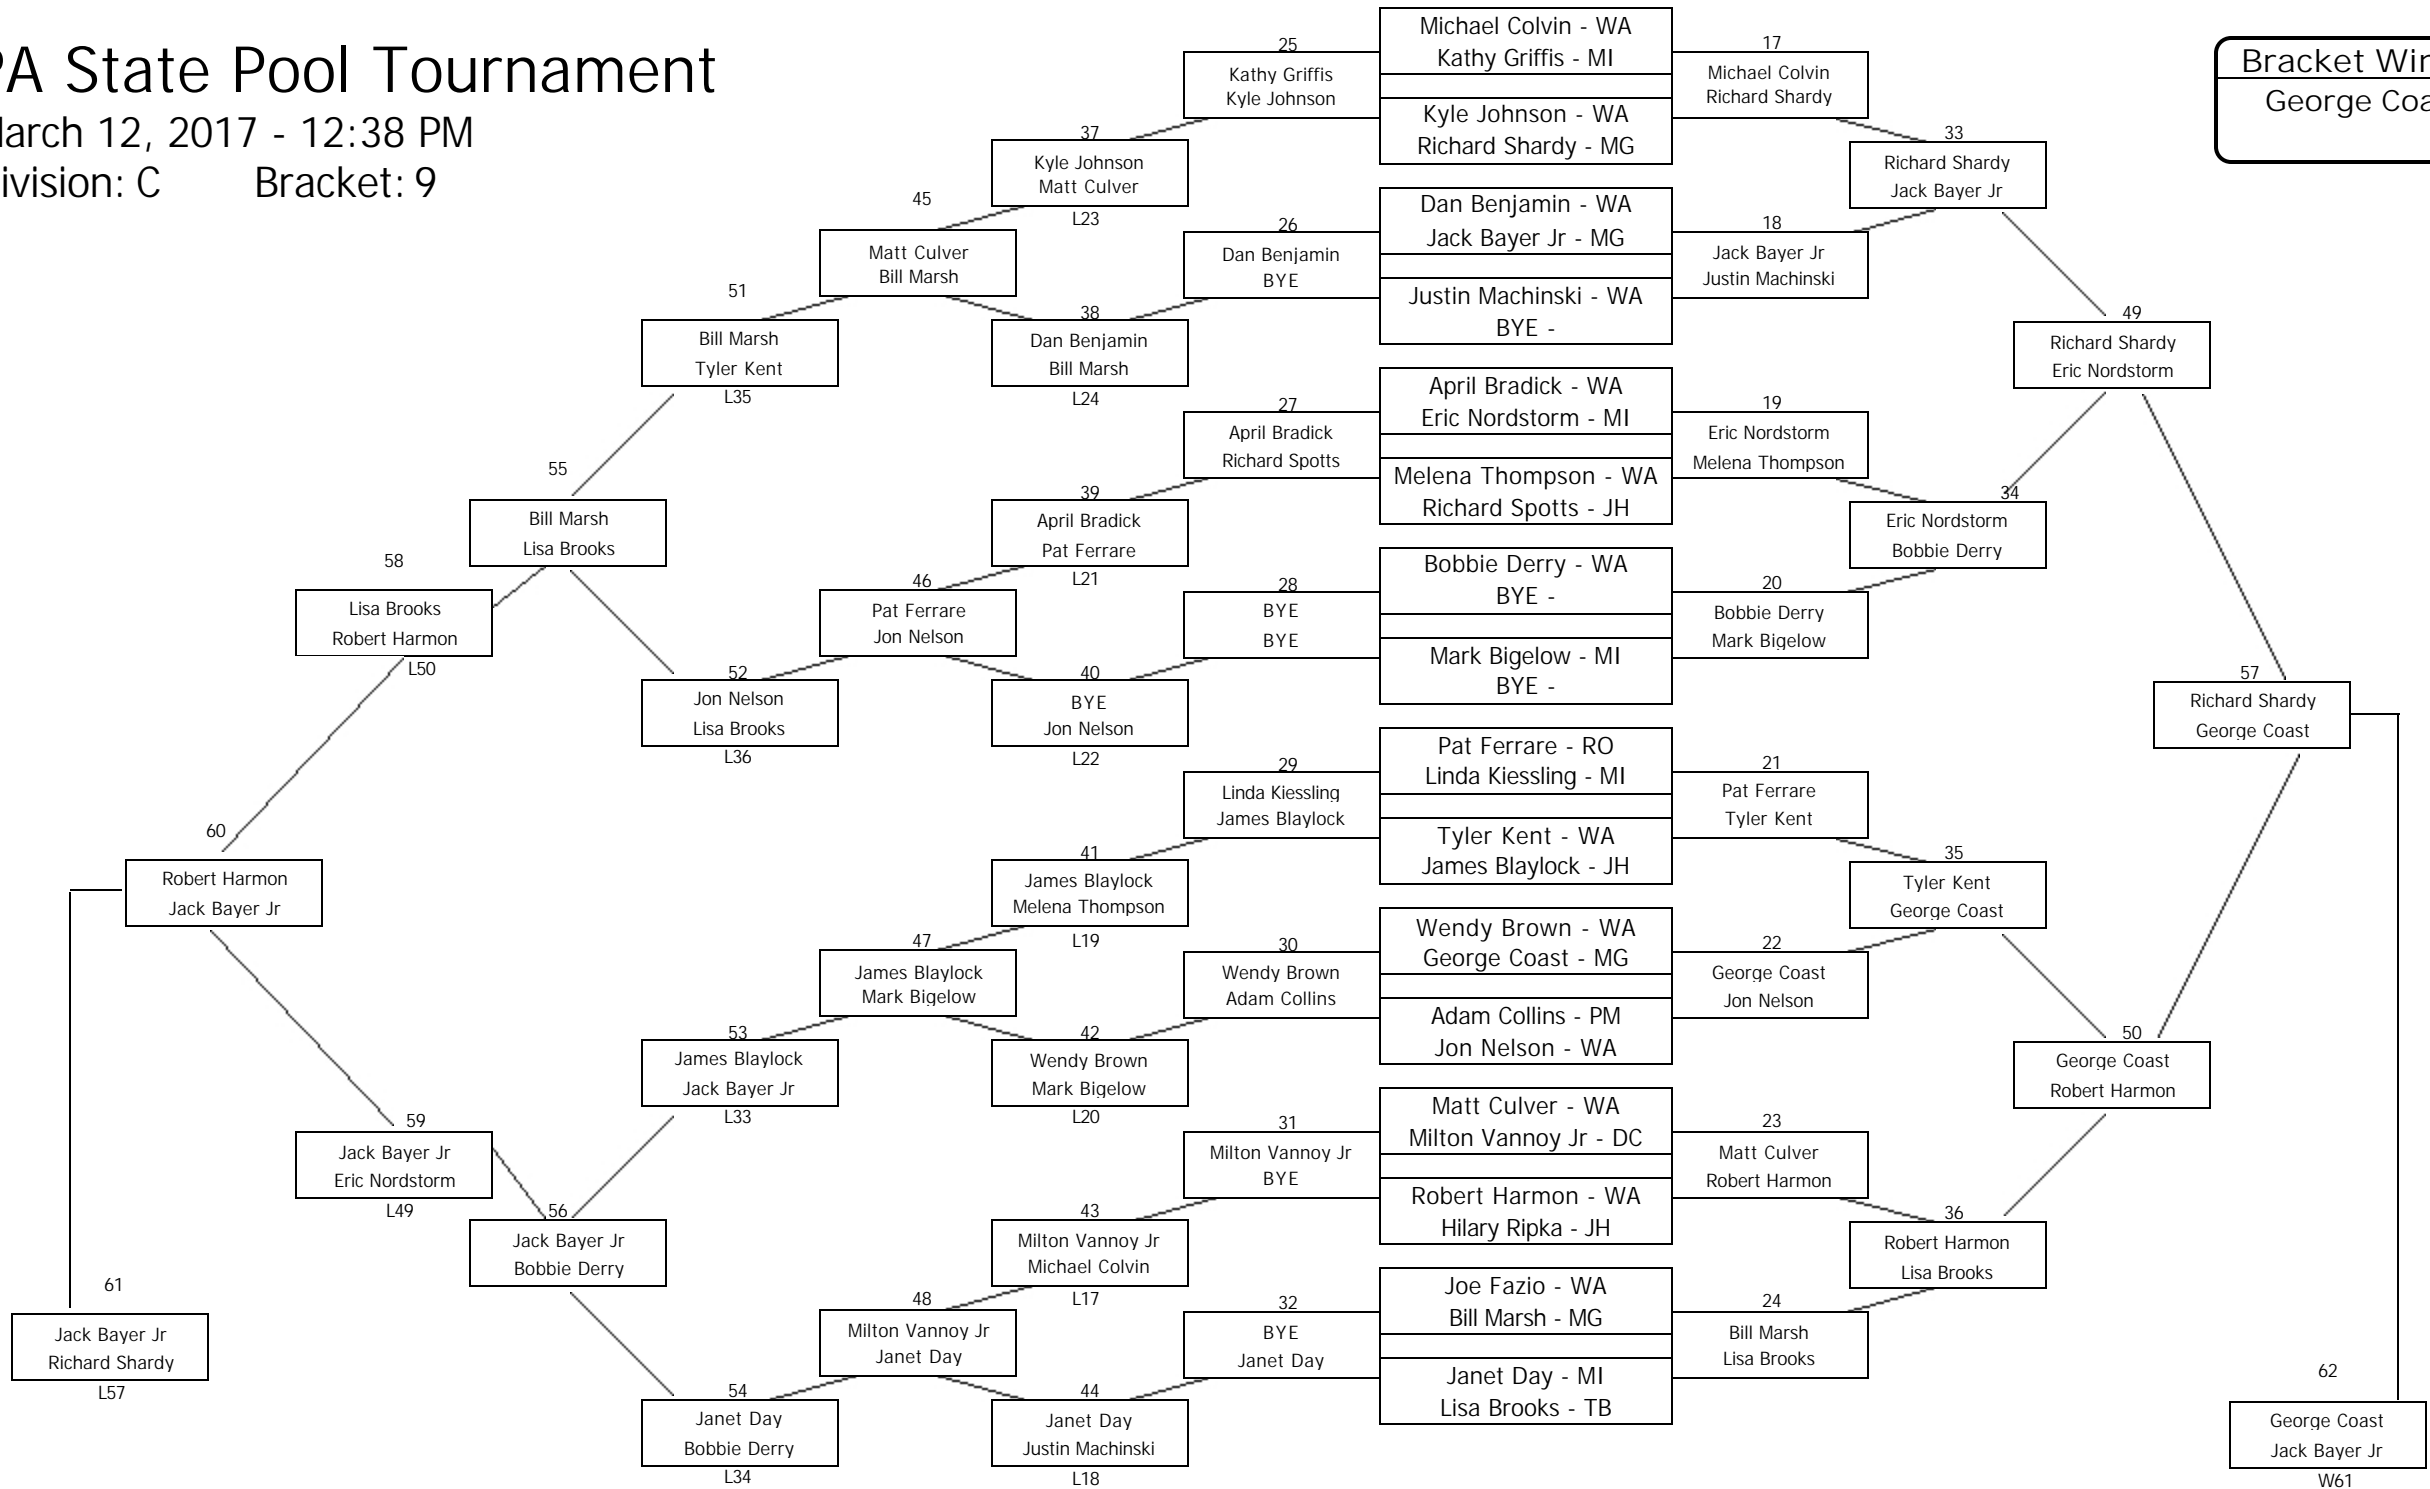 PA State Pool Tournament
March 12, 2017 - 12:38 PM
Division: C Bracket: 9
Bracket Win
George Coa
Michael Colvin - WA
Kathy Griffis - MI
Kyle Johnson - WA
Richard Shardy - MG
Dan Benjamin - WA
Jack Bayer Jr - MG
Justin Machinski - WA
BYE -
April Bradick - WA
Eric Nordstorm - MI
Melena Thompson - WA
Richard Spotts - JH
Bobbie Derry - WA
BYE -
Mark Bigelow - MI
BYE -
Pat Ferrare - RO
Linda Kiessling - MI
Tyler Kent - WA
James Blaylock - JH
Wendy Brown - WA
George Coast - MG
Adam Collins - PM
Jon Nelson - WA
Matt Culver - WA
Milton Vannoy Jr - DC
Robert Harmon - WA
Hilary Ripka - JH
Joe Fazio - WA
Bill Marsh - MG
Janet Day - MI
Lisa Brooks - TB
17
Michael Colvin
Richard Shardy
18
Jack Bayer Jr
Justin Machinski
19
Eric Nordstorm
Melena Thompson
20
Bobbie Derry
Mark Bigelow
21
Pat Ferrare
Tyler Kent
22
George Coast
Jon Nelson
23
Matt Culver
Robert Harmon
24
Bill Marsh
Lisa Brooks
25
Kathy Griffis
Kyle Johnson
26
Dan Benjamin
BYE
27
April Bradick
Richard Spotts
28
BYE
BYE
29
Linda Kiessling
James Blaylock
30
Wendy Brown
Adam Collins
31
Milton Vannoy Jr
BYE
32
BYE
Janet Day
33
Richard Shardy
Jack Bayer Jr
34
Eric Nordstorm
Bobbie Derry
35
Tyler Kent
George Coast
36
Robert Harmon
Lisa Brooks
37
Kyle Johnson
Matt Culver
L23
38
Dan Benjamin
Bill Marsh
L24
39
April Bradick
Pat Ferrare
L21
40
BYE
Jon Nelson
L22
41
James Blaylock
Melena Thompson
L19
42
Wendy Brown
Mark Bigelow
L20
43
Milton Vannoy Jr
Michael Colvin
L17
44
Janet Day
Justin Machinski
L18
45
Matt Culver
Bill Marsh
46
Pat Ferrare
Jon Nelson
47
James Blaylock
Mark Bigelow
48
Milton Vannoy Jr
Janet Day
49
Richard Shardy
Eric Nordstorm
50
George Coast
Robert Harmon
51
Bill Marsh
Tyler Kent
L35
52
Jon Nelson
Lisa Brooks
L36
53
James Blaylock
Jack Bayer Jr
L33
54
Janet Day
Bobbie Derry
L34
55
Bill Marsh
Lisa Brooks
56
Jack Bayer Jr
Bobbie Derry
57
Richard Shardy
George Coast
58
Lisa Brooks
Robert Harmon
L50
59
Jack Bayer Jr
Eric Nordstorm
L49
60
Robert Harmon
Jack Bayer Jr
61
Jack Bayer Jr
Richard Shardy
L57
62
George Coast
Jack Bayer Jr
W61